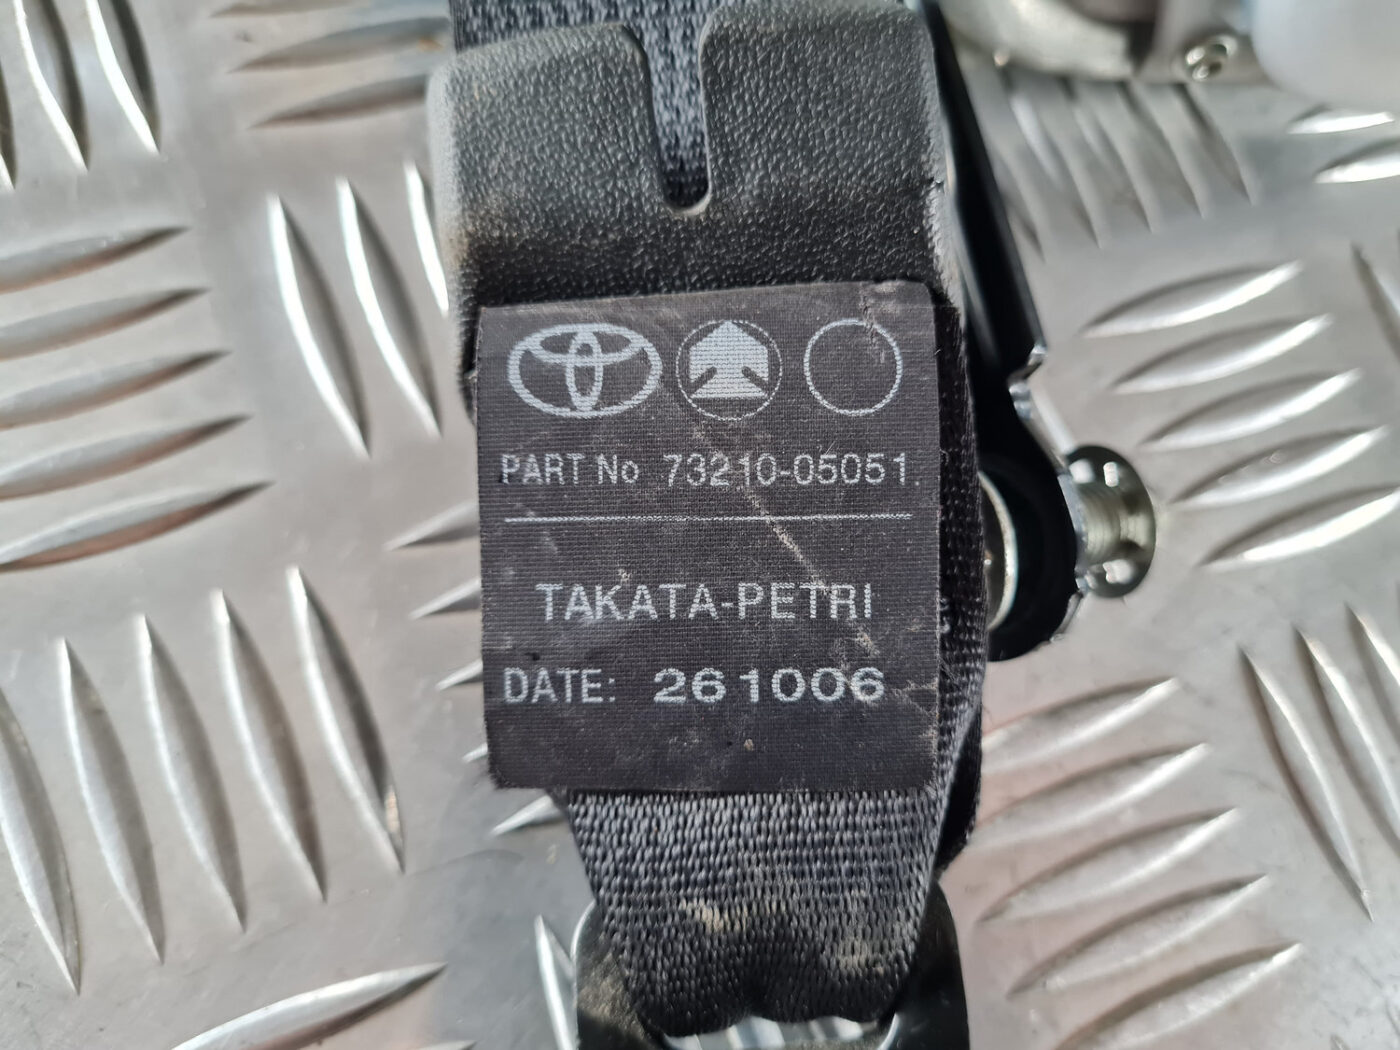 PART No 73210-05051.
TAKATA-PETRI
DATE: 261006